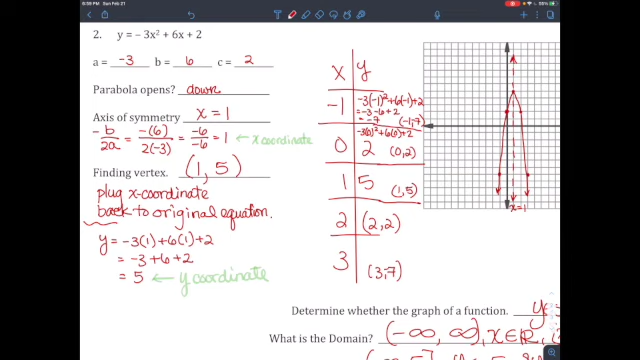 8:59 PM Sun Feb 21
2. y = − 3x² + 6x + 2
a = -3 b = 6 c = 2
Parabola opens? down
Axis of symmetry x = 1
-b/2a = -(6)/2(-3) = -6/-6 = 1 ← x coordinate
Finding vertex. (1, 5)
plug x-coordinate
back to original equation.
y = -3(1) + 6(1) + 2
= -3 + 6 + 2
= 5 ← y coordinate
x y
-1 -3(-1)² + 6(-1) + 2
= -3 - 6 + 2
= -7 (-1, 7)
-3(0)² + 6(0) + 2
0 2 (0, 2)
1 5 (1, 5)
2 (2, 2)
3 (3, 7)
x = 1
Determine whether the graph of a function.
What is the Domain? (-∞, ∞), x∈R,